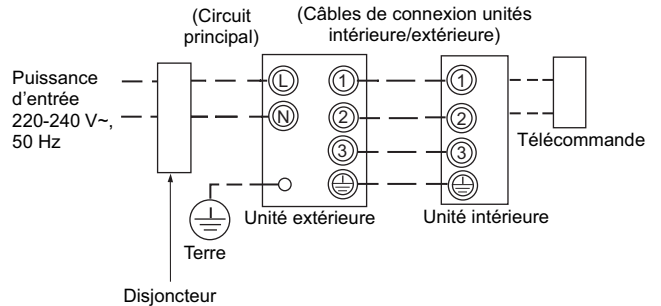 (Circuit
principal)
(Câbles de connexion unités
intérieure/extérieure)
Puissance
d'entrée
220-240 V~,
50 Hz
L
N
1
2
3
1
2
3
Télécommande
Unité extérieure
Unité intérieure
Terre
Disjoncteur